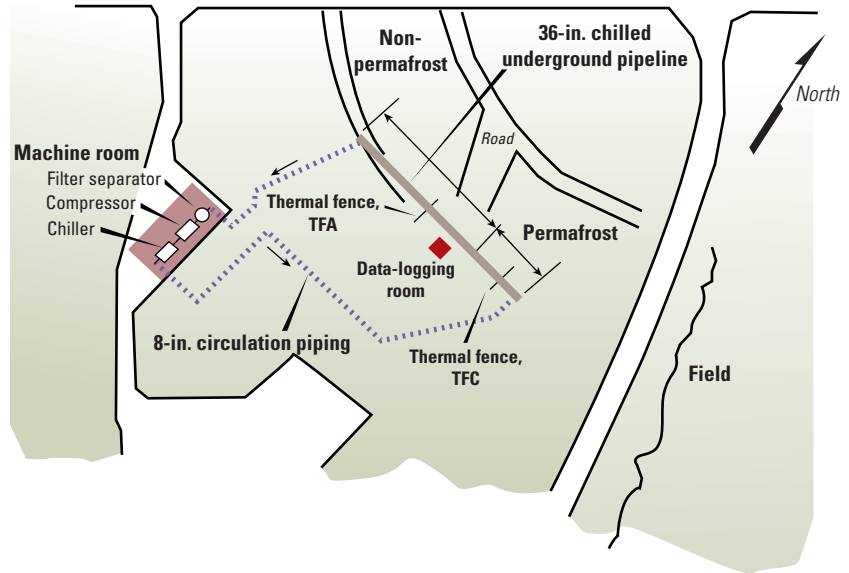 Non-
permafrost
36-in. chilled
underground pipeline
North
Road
Machine room
Filter separator
Compressor
Chiller
Thermal fence,
TFA
Permafrost
Data-logging
room
8-in. circulation piping
Thermal fence,
TFC
Field